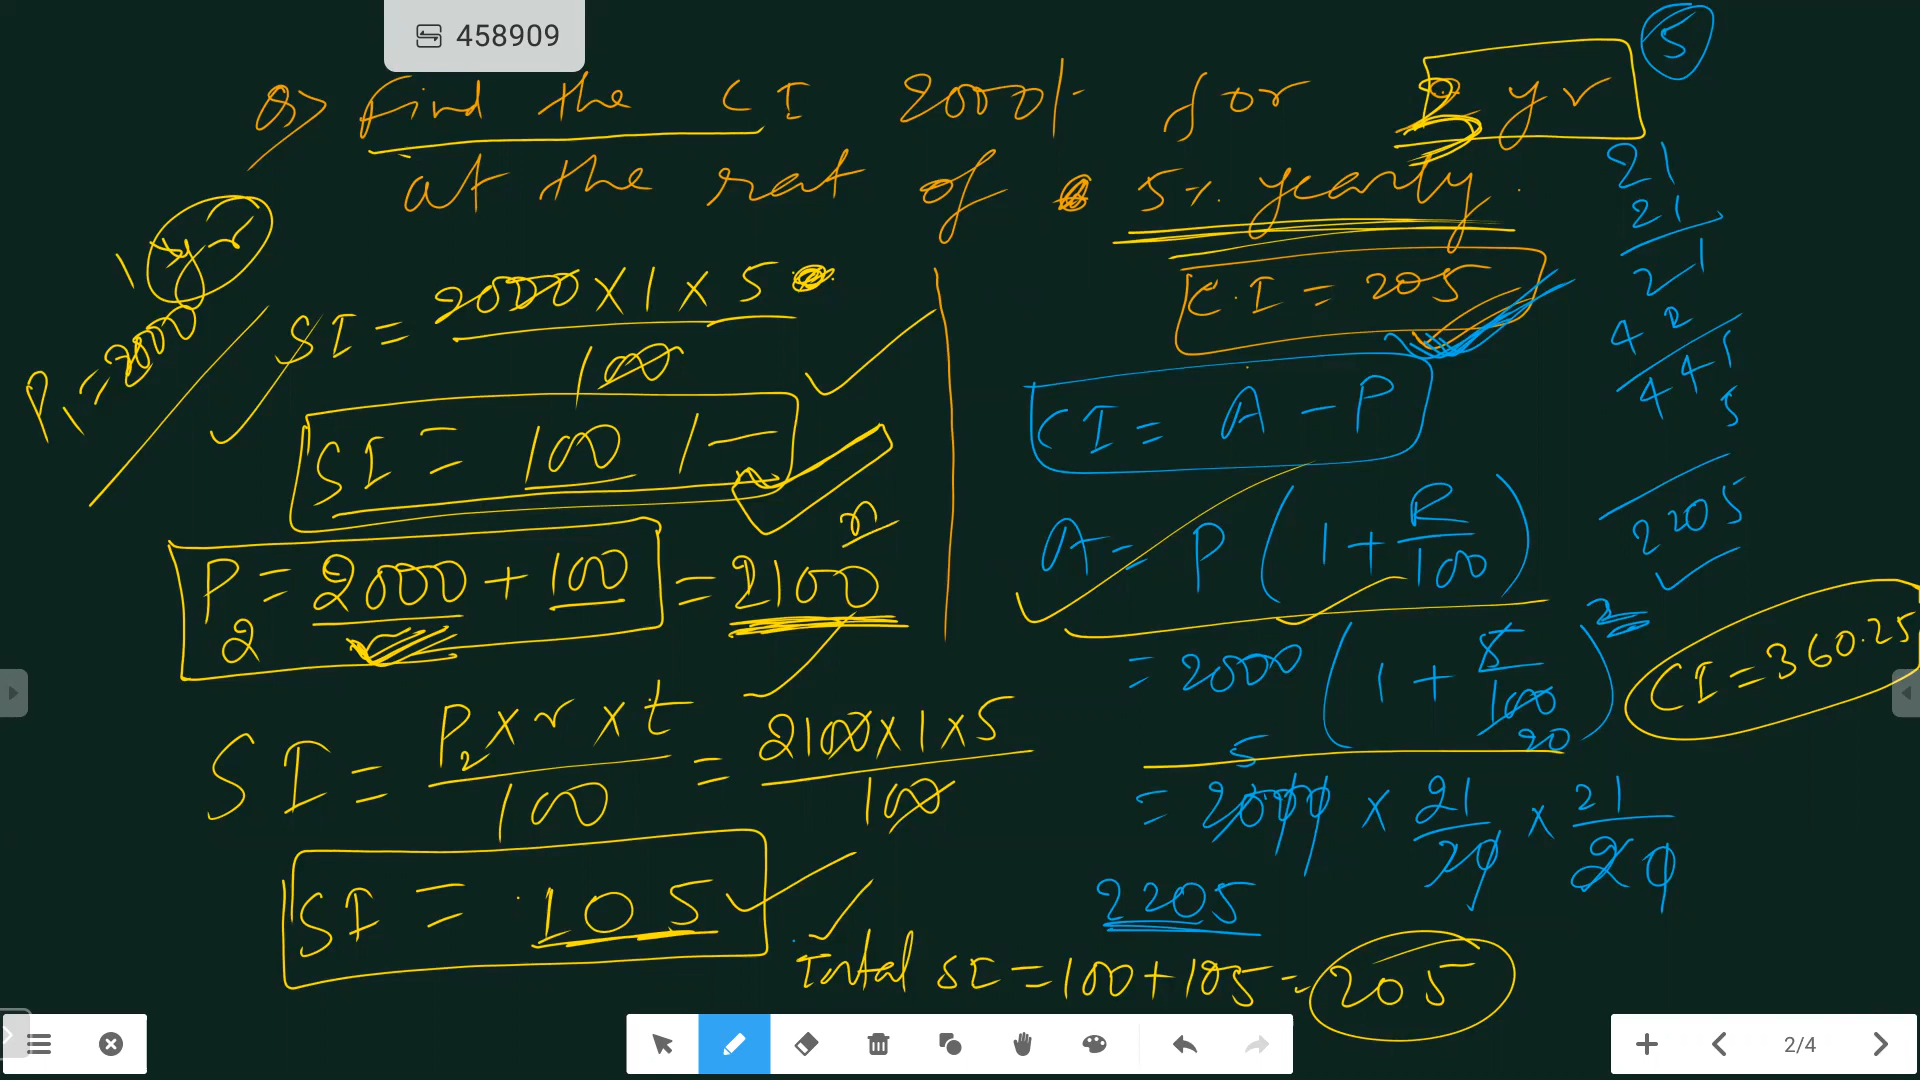 458909
Q> Find the CI 2000/- for 2 yr
at the rat of 5% yearly.
5
1 yr
P1 = 2000
SI = 2000 x 1 x 5
100
SI = 100 /-
P2 = 2000 + 100 = 2100
SI = P2 x r x t / 100 = 2100 x 1 x 5 / 100
SI = 105
Total SI = 100 + 105 = 205
C.I = 205
CI = A - P
A = P ( 1 + R/100 )
= 2000 ( 1 + 5/100 )2
20
5
= 2000 x 21/20 x 21/20
2205
21
21
21
42
441
5
2205
CI = 360.25
2/4